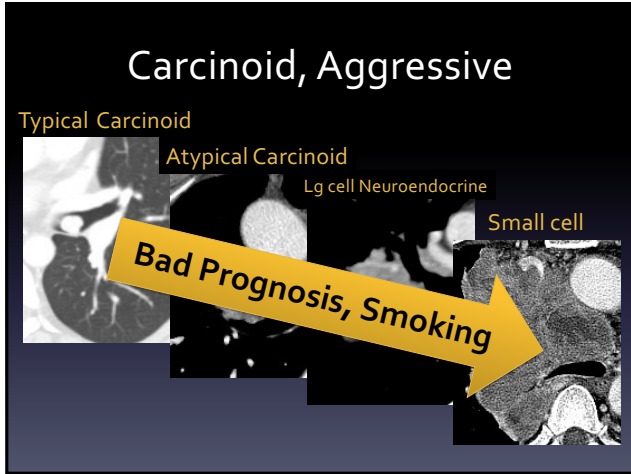 Carcinoid, Aggressive
Typical Carcinoid
Atypical Carcinoid
Lg cell Neuroendocrine
Small cell
Bad Prognosis, Smoking